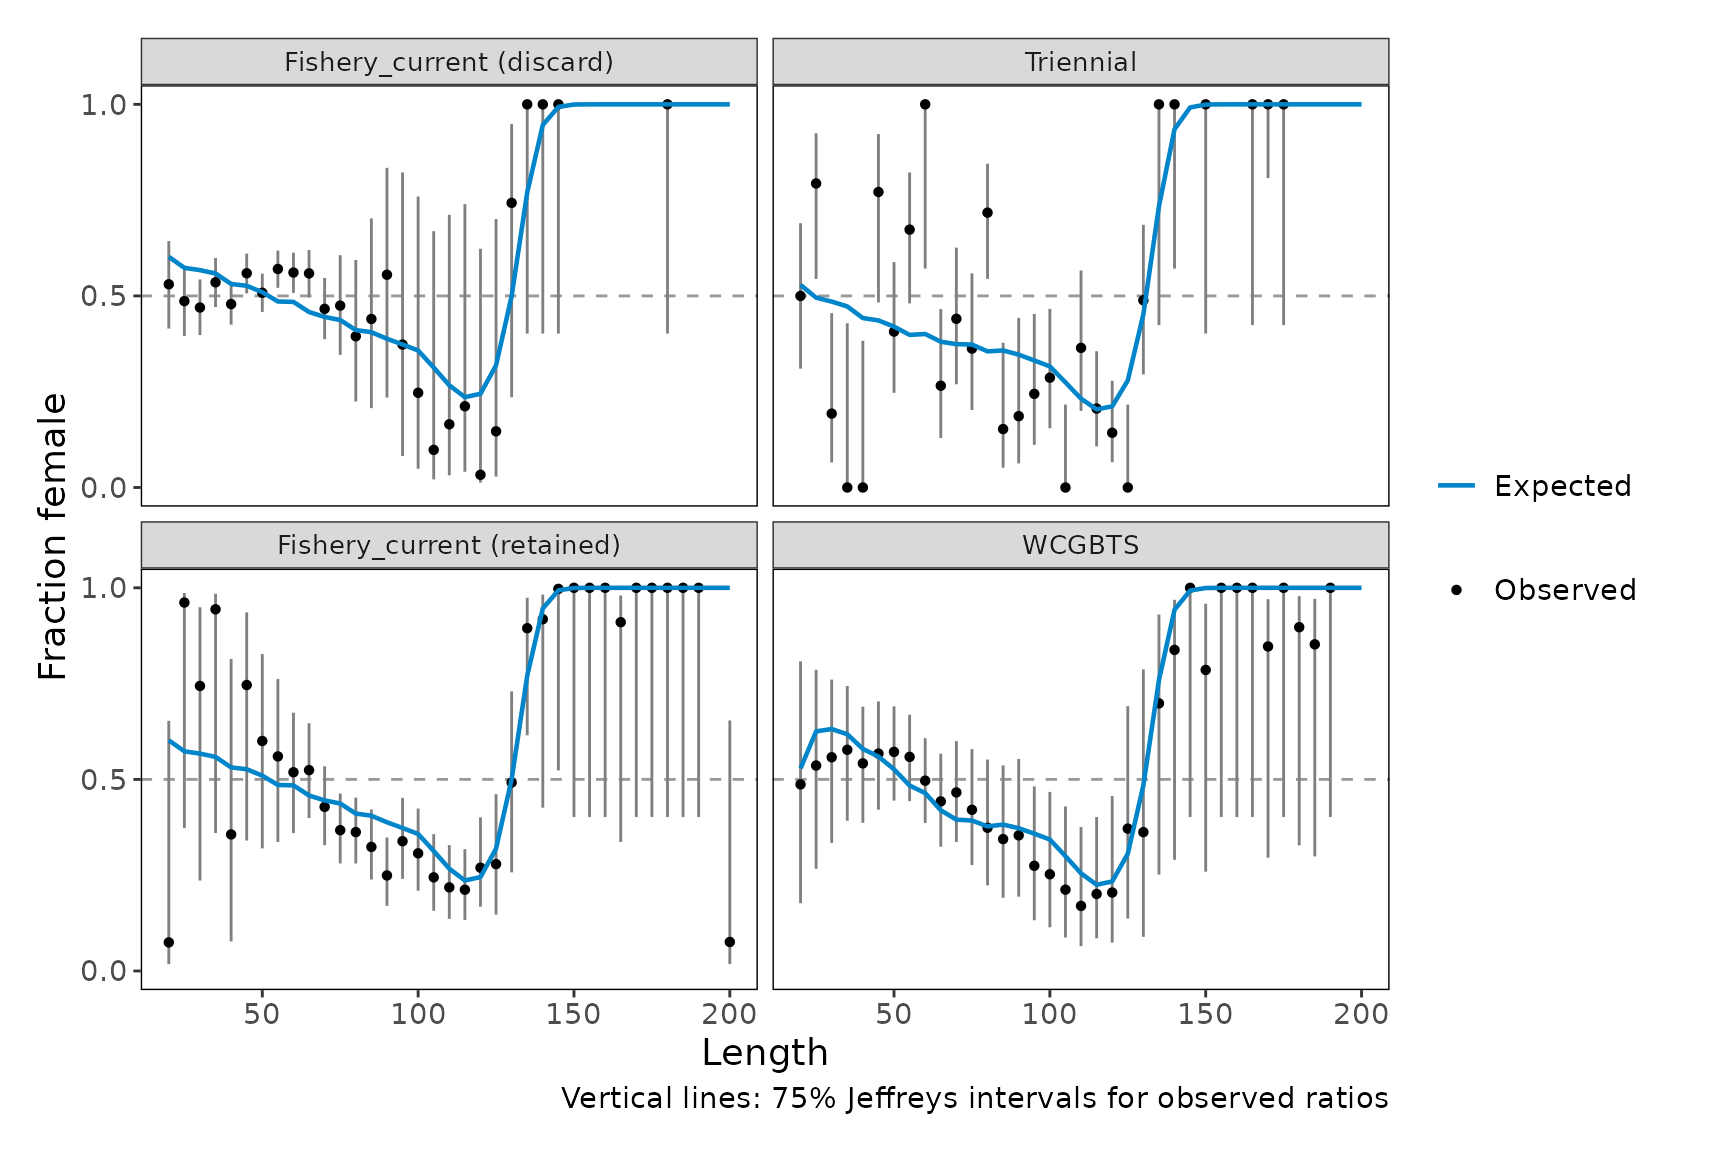 Fishery_current (discard)
Triennial
1.0
0.5
0.0
Fraction female
Expected
Observed
Fishery_current (retained)
WCGBTS
1.0
0.5
0.0
50 100 150 200
50 100 150 200
Length
Vertical lines: 75% Jeffreys intervals for observed ratios